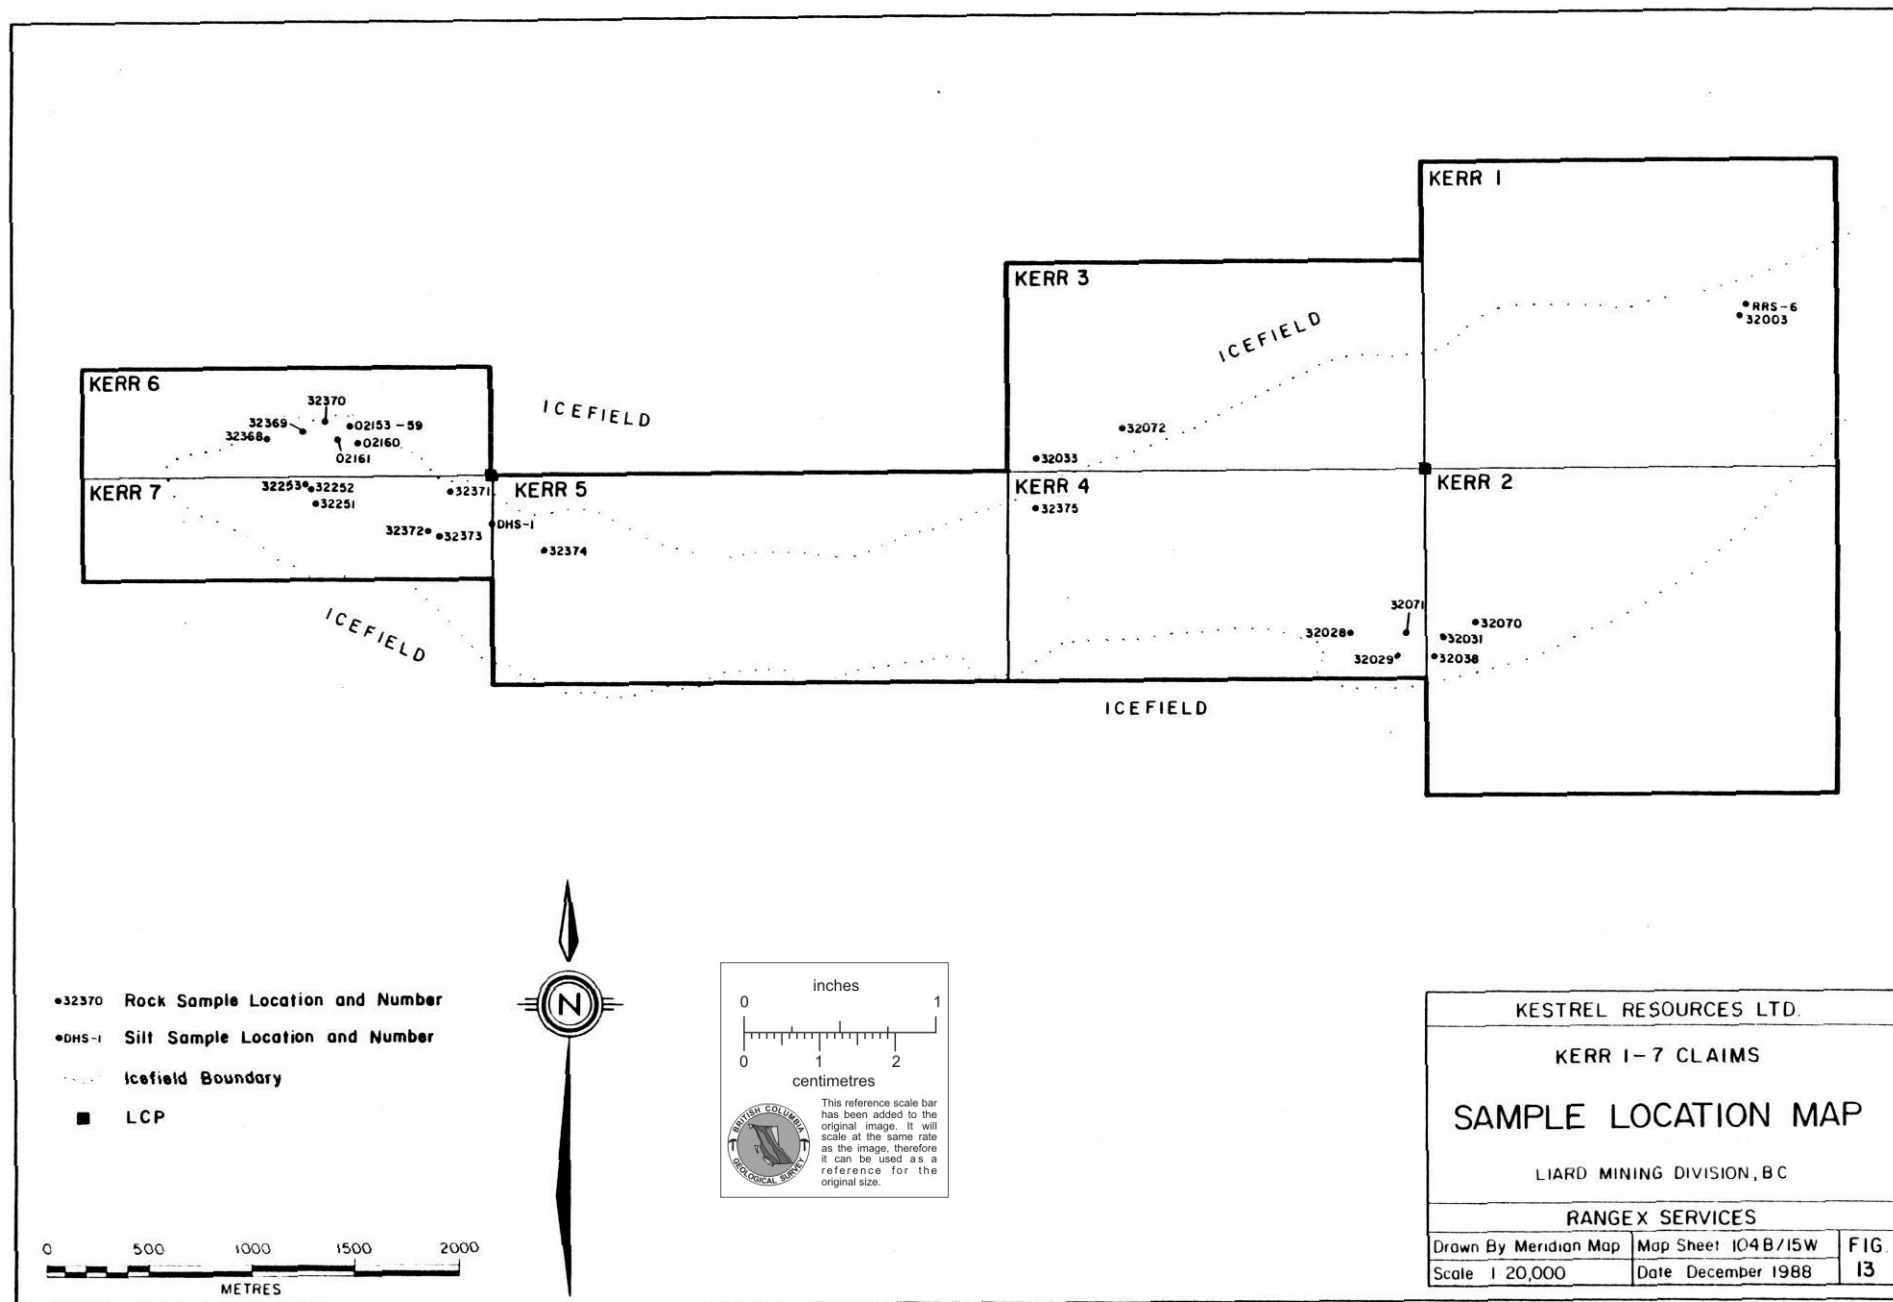 KERR 1
KERR 3
ICEFIELD
RRS-6
32003
KERR 6
32370
ICEFIELD
32369
02153-59
32368
02160
02161
32072
32033
KERR 7
32253
32252
32251
32371
KERR 5
KERR 4
KERR 2
32375
DHS-1
32372
32373
32374
ICEFIELD
32071
32028
32070
32031
32029
32038
ICEFIELD
32370 Rock Sample Location and Number
DHS-1 Silt Sample Location and Number
Icefield Boundary
LCP
N
inches
0 1
0 1 2
centimetres
BRITISH COLUMBIA
GEOLOGICAL SURVEY
This reference scale bar
has been added to the
original image. It will
scale at the same rate
as the image, therefore
it can be used as a
reference for the
original size.
0 500 1000 1500 2000
METRES
KESTREL RESOURCES LTD.
KERR 1-7 CLAIMS
SAMPLE LOCATION MAP
LIARD MINING DIVISION, BC
RANGEX SERVICES
Drawn By Meridian Map Map Sheet 104B/15W FIG.
Scale 1 20,000 Date December 1988 13